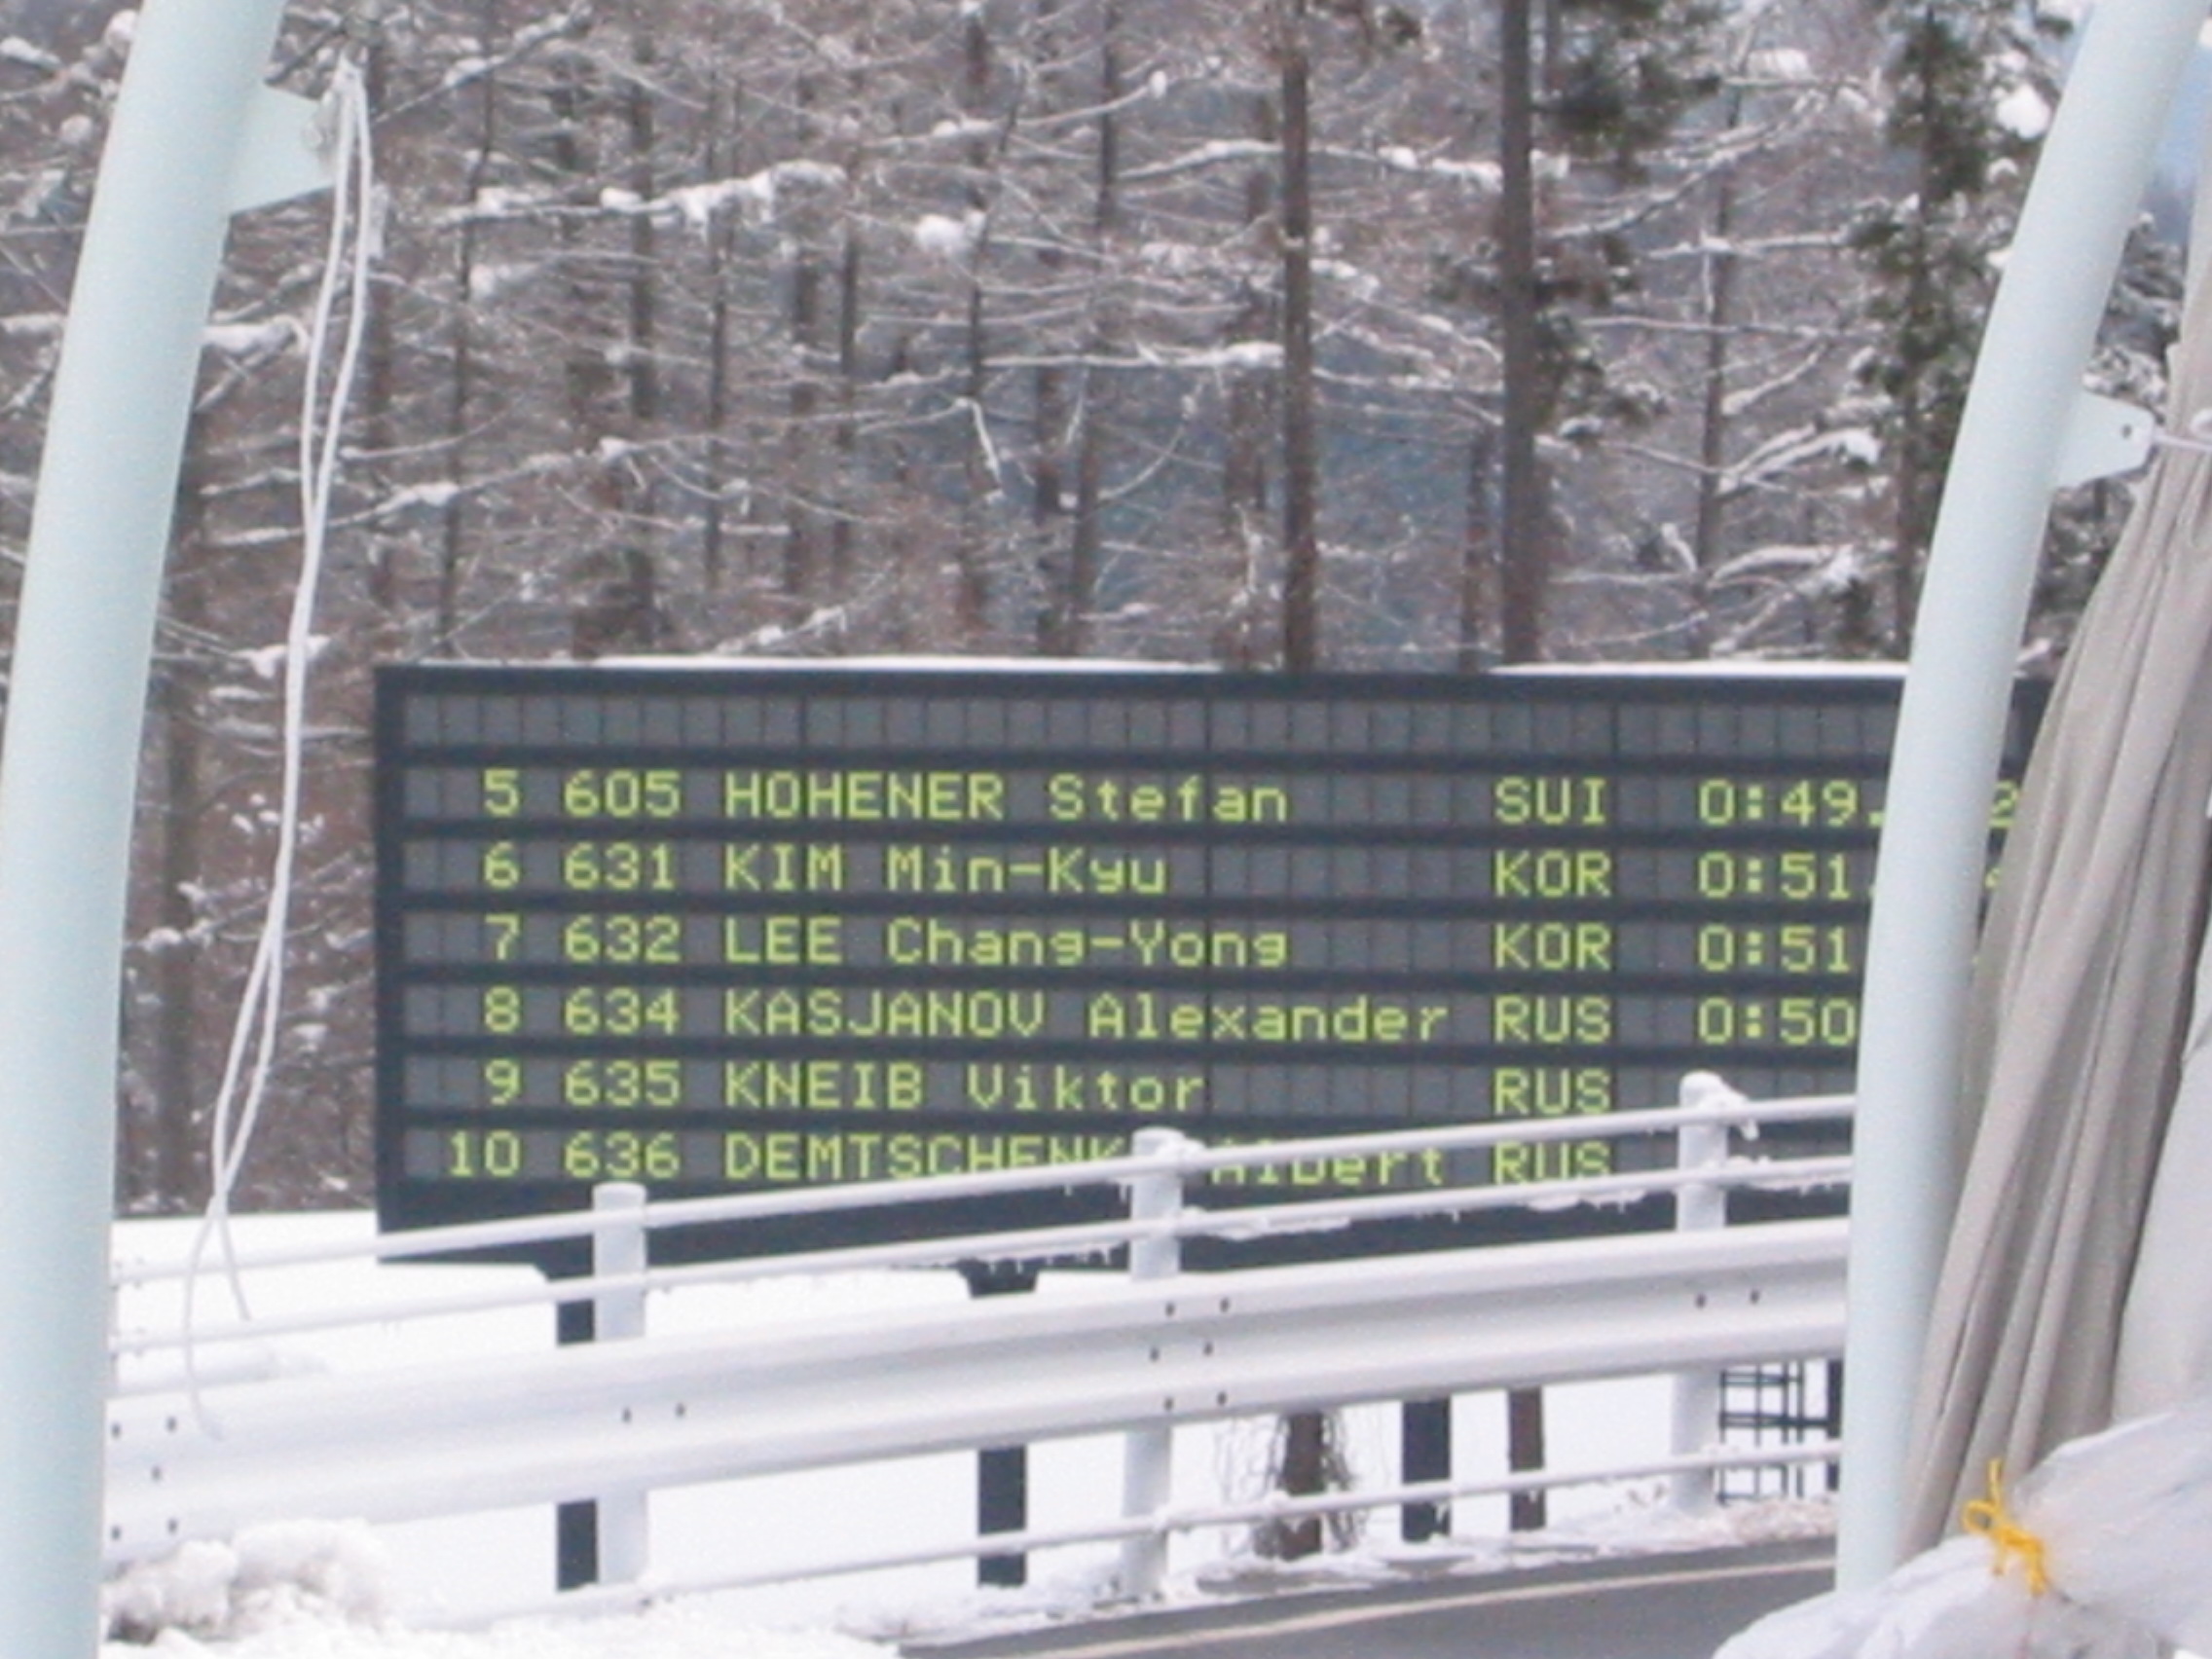 5 605 HOHENER Stefan SUI 0:49.
6 631 KIM Min-Kyu KOR 0:51.
7 632 LEE Chang-Yong KOR 0:51
8 634 KASJANOV Alexander RUS 0:50
9 635 KNEIB Viktor RUS
10 636 DEMTSCHENK Albert RUS